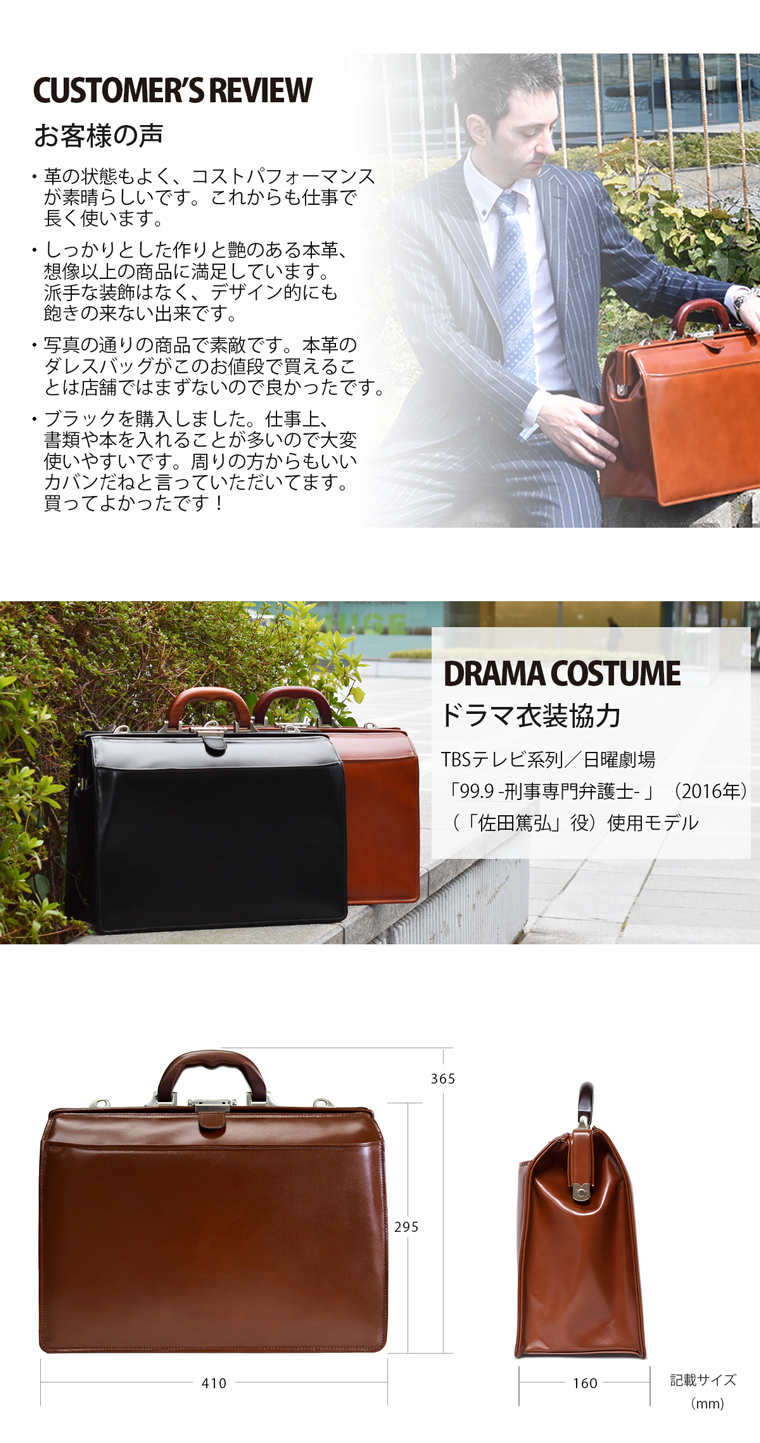 CUSTOMER'S REVIEW
お客様の声
・革の状態もよく、コストパフォーマンス
が素晴らしいです。これからも仕事で
長く使います。
・しっかりとした作りと艶のある本革、
想像以上の商品に満足しています。
派手な装飾はなく、デザイン的にも
飽きの来ない出来です。
・写真の通りの商品で素敵です。本革の
ダレスバッグがこのお値段で買えるこ
とは店舗ではまずないので良かったです。
・ブラックを購入しました。仕事上、
書類や本を入れることが多いので大変
使いやすいです。周りの方からもいい
カバンだねと言っていただいてます。
買ってよかったです！
DRAMA COSTUME
ドラマ衣装協力
TBSテレビ系列／日曜劇場
「99.9 -刑事専門弁護士- 」（2016年）
（「佐田篤弘」役）使用モデル
365
295
410
160
記載サイズ
（mm）